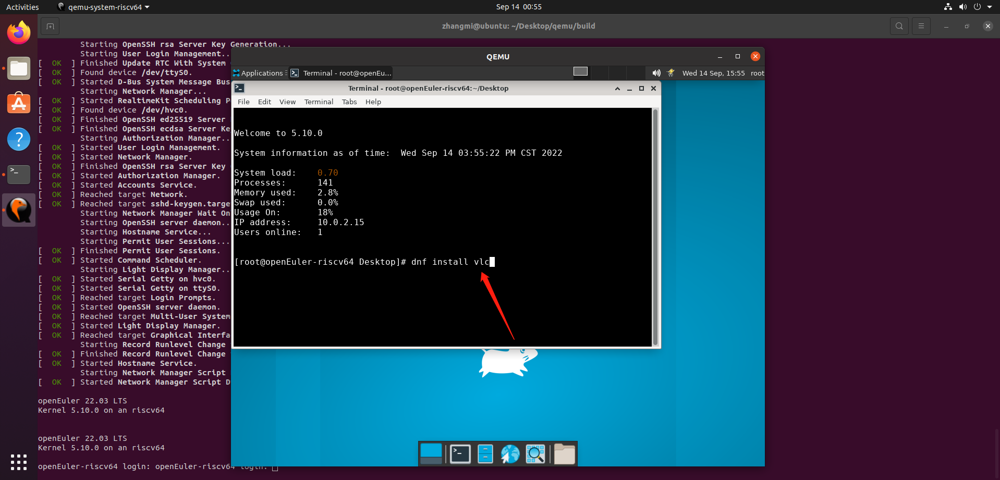 Activities
qemu-system-riscv64
Sep 14 00:55
zhangmi@ubuntu: ~/Desktop/qemu/build
Starting OpenSSH rsa Server Key Generation...
Starting User Login Management..
[  OK  ] Finished Update RTC With System
[  OK  ] Found device /dev/ttyS0.
[  OK  ] Started D-Bus System Message Bus
Starting Network Manager...
[  OK  ] Started RealtimeKit Scheduling P
[  OK  ] Found device /dev/hvc0.
[  OK  ] Finished OpenSSH ed25519 Server
[  OK  ] Finished OpenSSH ecdsa Server Ke
Starting Authorization Manager..
[  OK  ] Started User Login Management.
[  OK  ] Started Network Manager.
[  OK  ] Finished OpenSSH rsa Server Key
[  OK  ] Started Authorization Manager.
[  OK  ] Started Accounts Service.
[  OK  ] Reached target Network.
[  OK  ] Reached target sshd-keygen.targe
Starting Network Manager Wait On
Starting OpenSSH server daemon..
Starting Hostname Service...
Starting Permit User Sessions...
[  OK  ] Finished Permit User Sessions.
[  OK  ] Started Command Scheduler.
Starting Light Display Manager..
[  OK  ] Started Serial Getty on hvc0.
[  OK  ] Started Serial Getty on ttyS0.
[  OK  ] Reached target Login Prompts.
[  OK  ] Started OpenSSH server daemon.
[  OK  ] Reached target Multi-User System
[  OK  ] Started Light Display Manager.
[  OK  ] Reached target Graphical Interfa
Starting Record Runlevel Change
[  OK  ] Finished Record Runlevel Change
[  OK  ] Started Hostname Service.
Starting Network Manager Script
[  OK  ] Started Network Manager Script D
openEuler 22.03 LTS
Kernel 5.10.0 on an riscv64
openEuler 22.03 LTS
Kernel 5.10.0 on an riscv64
openEuler-riscv64 login: openEuler-riscv64 login:
QEMU
Applications
Terminal - root@openEu...
Wed 14 Sep, 15:55
root
Terminal - root@openEuler-riscv64:~/Desktop
File Edit View Terminal Tabs Help
Welcome to 5.10.0
System information as of time:  Wed Sep 14 03:55:22 PM CST 2022
System load:    0.70
Processes:      141
Memory used:    2.8%
Swap used:      0.0%
Usage On:       18%
IP address:     10.0.2.15
Users online:   1
[root@openEuler-riscv64 Desktop]# dnf install vlc